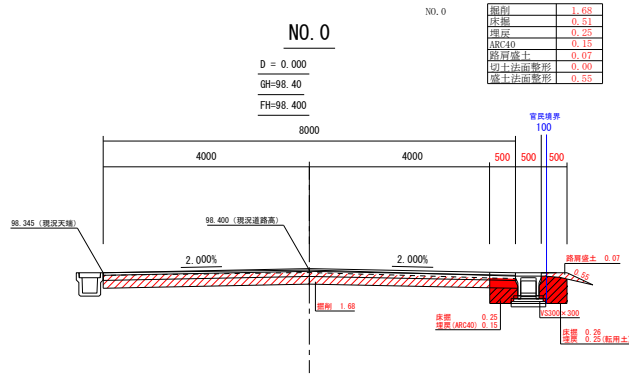 NO.0
掘削 1.68
床掘 0.51
埋戻 0.25
ARC40 0.15
路肩盛土 0.07
切土法面整形 0.00
盛土法面整形 0.55
NO.0
D = 0.000
GH=98.40
FH=98.400
官民境界
100
8000
4000 4000 500 500 500
98.345 (現況天端)
98.400 (現況道路高)
2.000% 2.000%
路肩盛土 0.07
0.55
掘削 1.68
VS300×300
床掘 0.25
埋戻(ARC40) 0.15
床掘 0.26
埋戻 0.25(転用土)